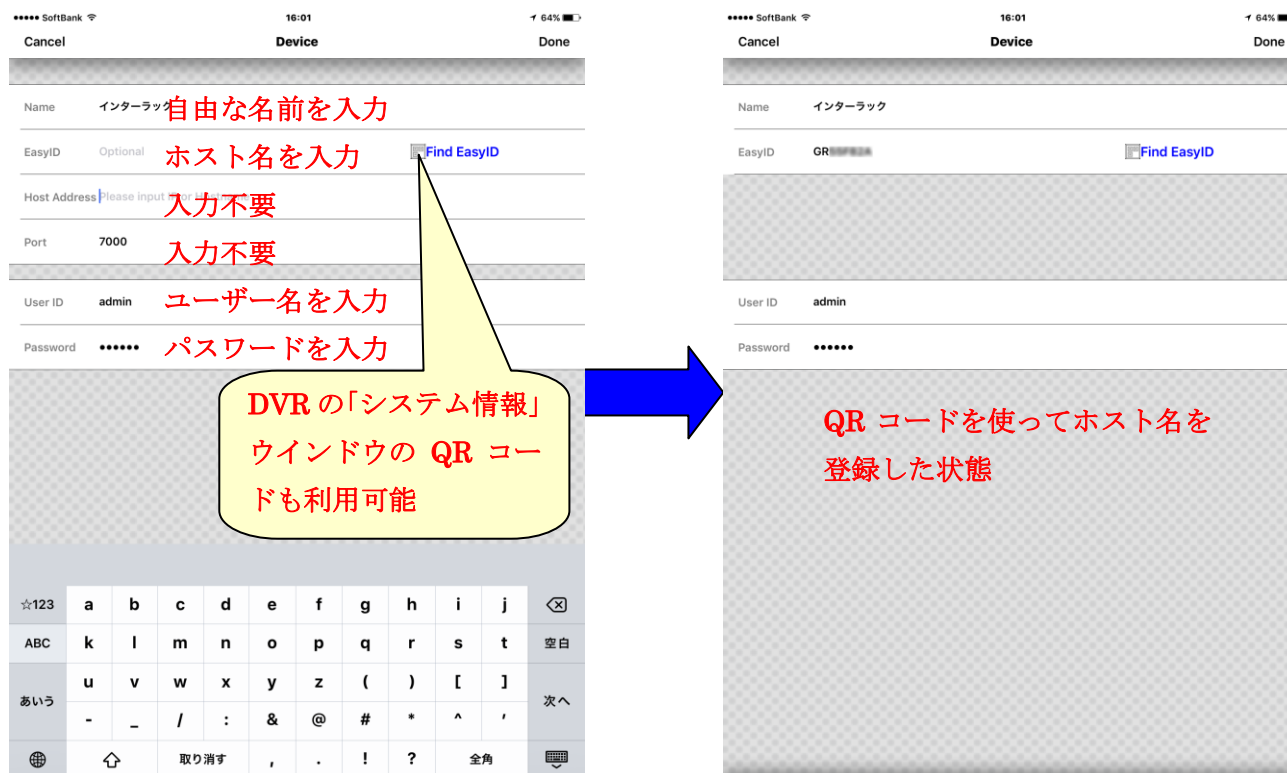 SoftBank 16:01 64%
Cancel Device Done
Name インターラック 自由な名前を入力
EasyID Optional ホスト名を入力 Find EasyID
Host Address Please input IP or 入力不要
Port 7000 入力不要
User ID admin ユーザー名を入力
Password •••••• パスワードを入力
DVR の「システム情報」
ウインドウの QR コー
ドも利用可能
☆123 a b c d e f g h i j
ABC k l m n o p q r s t 空白
あいう u v w x y z ( ) [ ] 次へ
- _ / : & @ # * ^ '
取り消す , . ! ? 全角
SoftBank 16:01 64%
Cancel Device Done
Name インターラック
EasyID GR Find EasyID
User ID admin
Password ••••••
QR コードを使ってホスト名を
登録した状態